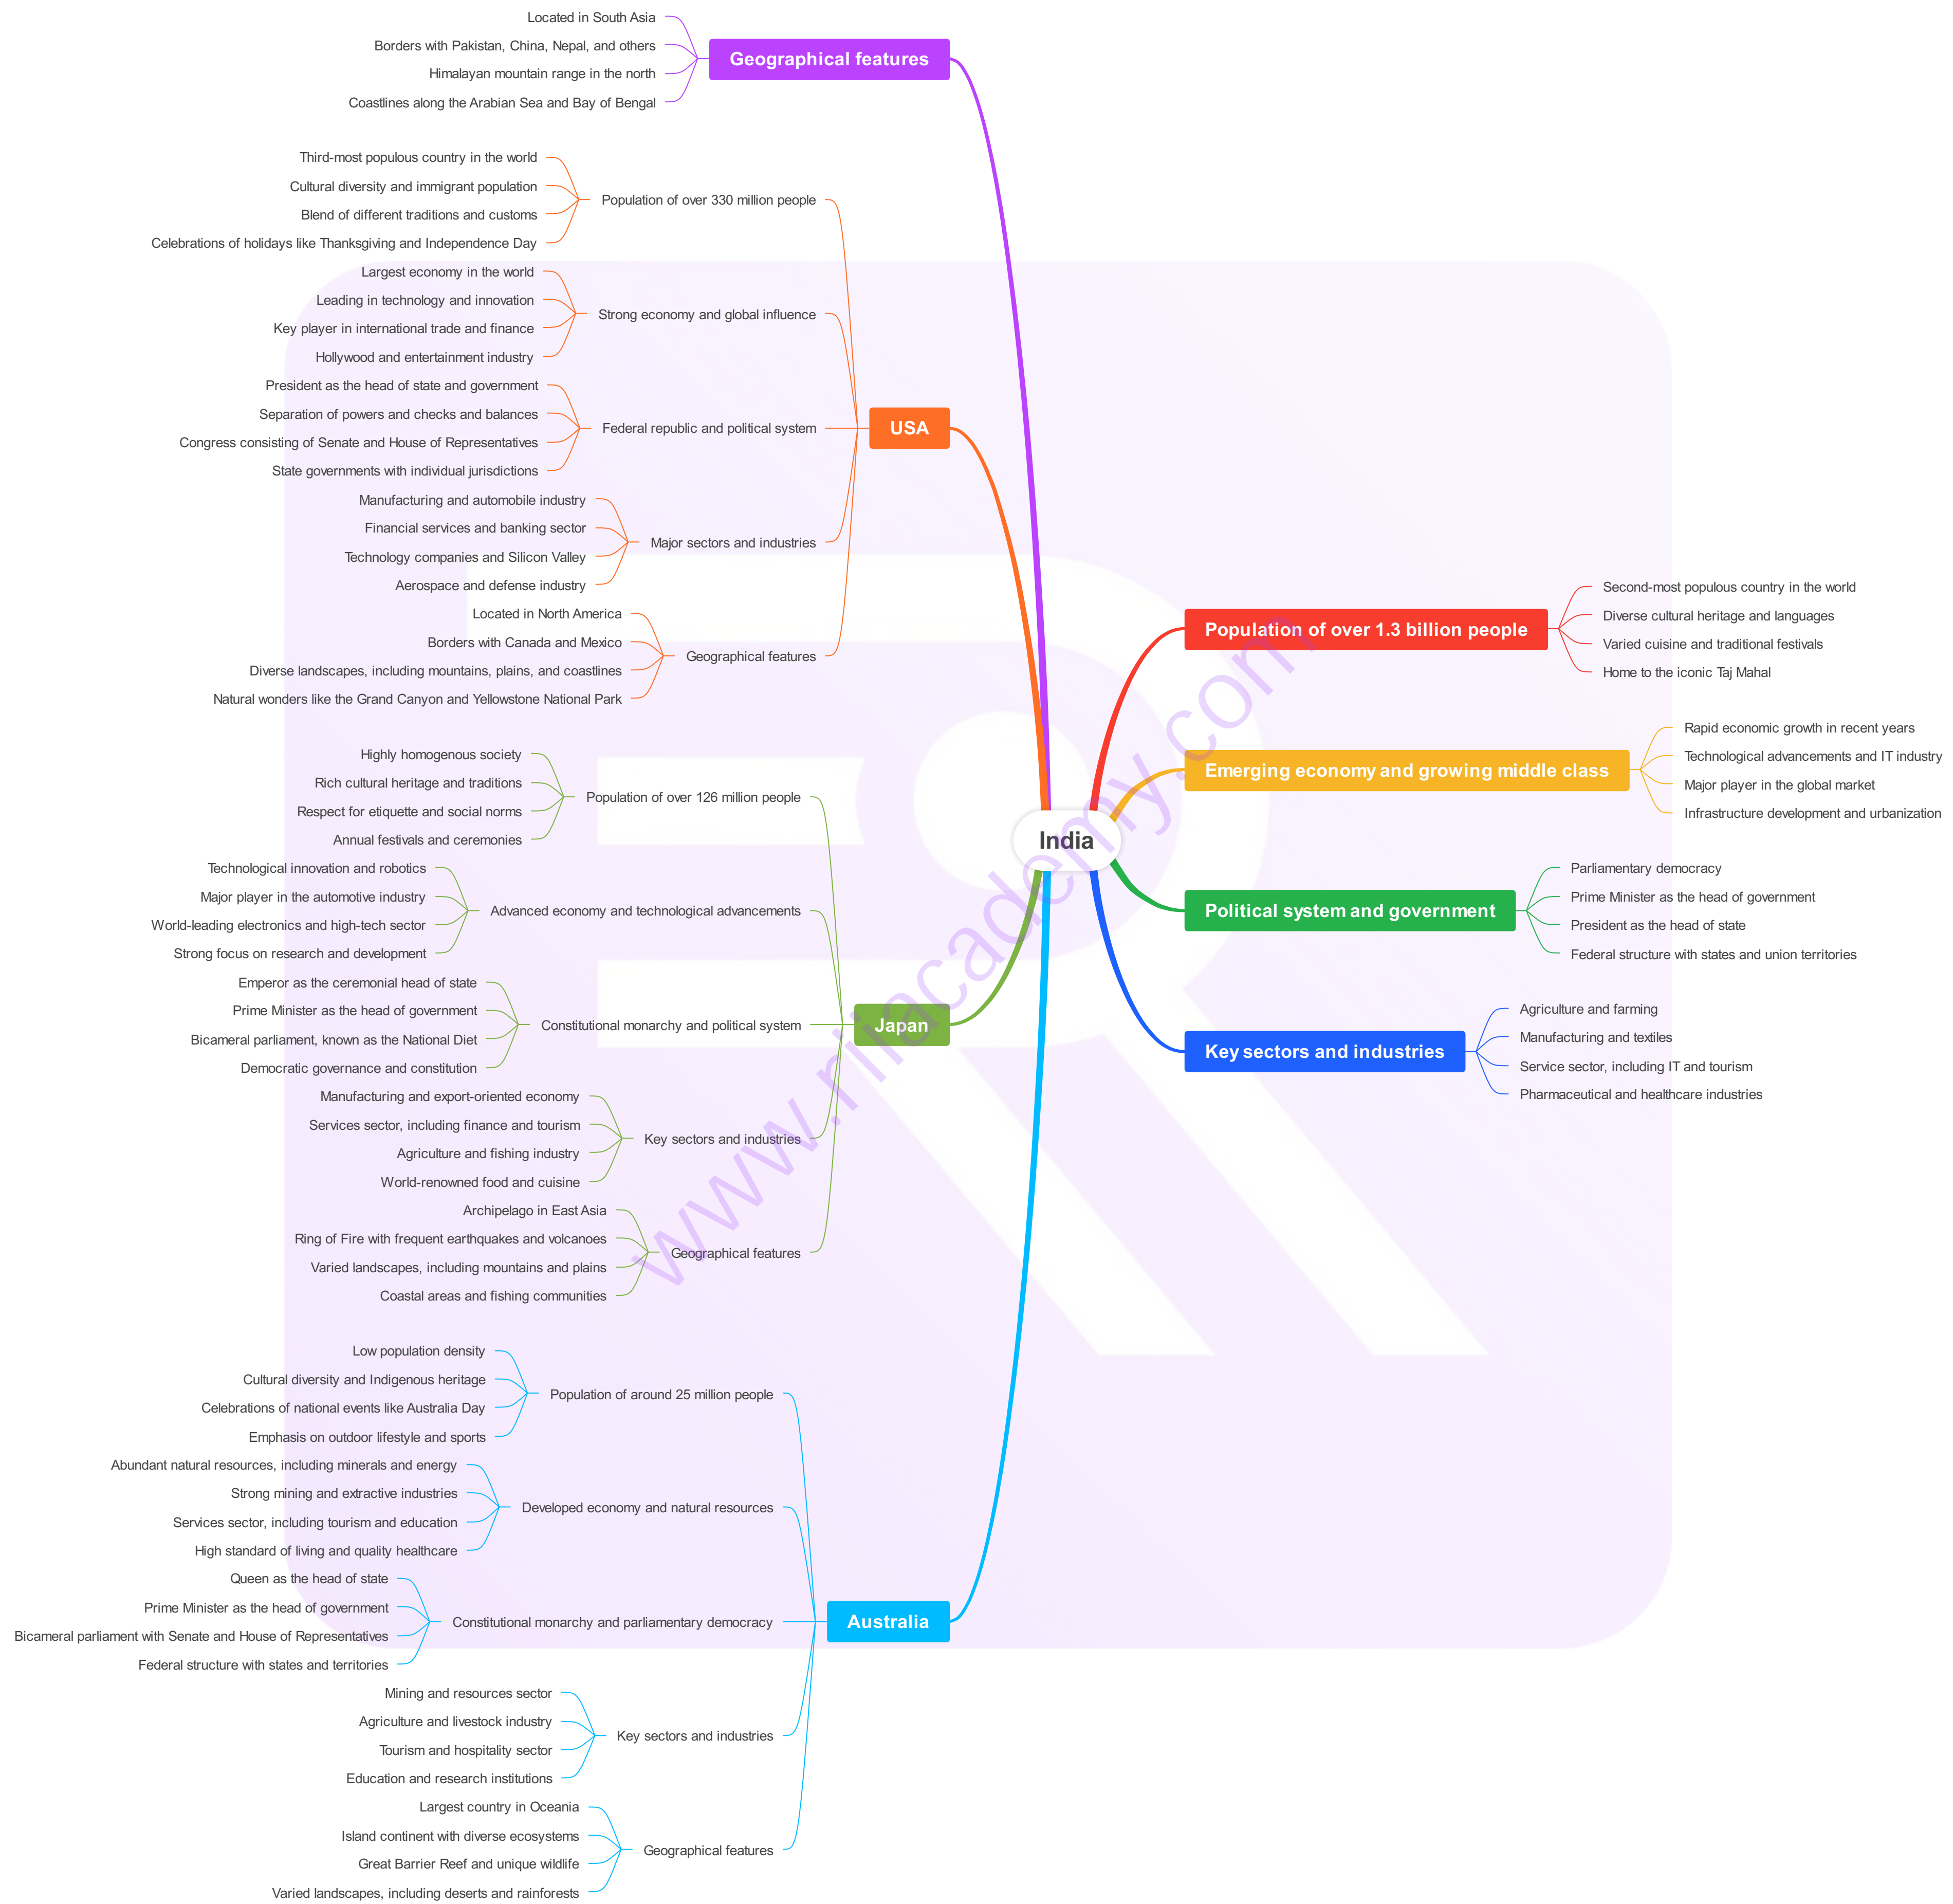 Located in South Asia
Borders with Pakistan, China, Nepal, and others
Himalayan mountain range in the north
Coastlines along the Arabian Sea and Bay of Bengal
Geographical features
Third-most populous country in the world
Cultural diversity and immigrant population
Blend of different traditions and customs
Celebrations of holidays like Thanksgiving and Independence Day
Population of over 330 million people
Largest economy in the world
Leading in technology and innovation
Key player in international trade and finance
Hollywood and entertainment industry
Strong economy and global influence
President as the head of state and government
Separation of powers and checks and balances
Congress consisting of Senate and House of Representatives
State governments with individual jurisdictions
Federal republic and political system
USA
Manufacturing and automobile industry
Financial services and banking sector
Technology companies and Silicon Valley
Aerospace and defense industry
Major sectors and industries
Located in North America
Borders with Canada and Mexico
Diverse landscapes, including mountains, plains, and coastlines
Natural wonders like the Grand Canyon and Yellowstone National Park
Geographical features
Highly homogenous society
Rich cultural heritage and traditions
Respect for etiquette and social norms
Annual festivals and ceremonies
Population of over 126 million people
Technological innovation and robotics
Major player in the automotive industry
World-leading electronics and high-tech sector
Strong focus on research and development
Advanced economy and technological advancements
Emperor as the ceremonial head of state
Prime Minister as the head of government
Bicameral parliament, known as the National Diet
Democratic governance and constitution
Constitutional monarchy and political system
Japan
Manufacturing and export-oriented economy
Services sector, including finance and tourism
Agriculture and fishing industry
World-renowned food and cuisine
Key sectors and industries
Archipelago in East Asia
Ring of Fire with frequent earthquakes and volcanoes
Varied landscapes, including mountains and plains
Coastal areas and fishing communities
Geographical features
Low population density
Cultural diversity and Indigenous heritage
Celebrations of national events like Australia Day
Emphasis on outdoor lifestyle and sports
Population of around 25 million people
Abundant natural resources, including minerals and energy
Strong mining and extractive industries
Services sector, including tourism and education
High standard of living and quality healthcare
Developed economy and natural resources
Queen as the head of state
Prime Minister as the head of government
Bicameral parliament with Senate and House of Representatives
Federal structure with states and territories
Constitutional monarchy and parliamentary democracy
Australia
Mining and resources sector
Agriculture and livestock industry
Tourism and hospitality sector
Education and research institutions
Key sectors and industries
Largest country in Oceania
Island continent with diverse ecosystems
Great Barrier Reef and unique wildlife
Varied landscapes, including deserts and rainforests
Geographical features
India
Population of over 1.3 billion people
Second-most populous country in the world
Diverse cultural heritage and languages
Varied cuisine and traditional festivals
Home to the iconic Taj Mahal
Emerging economy and growing middle class
Rapid economic growth in recent years
Technological advancements and IT industry
Major player in the global market
Infrastructure development and urbanization
Political system and government
Parliamentary democracy
Prime Minister as the head of government
President as the head of state
Federal structure with states and union territories
Key sectors and industries
Agriculture and farming
Manufacturing and textiles
Service sector, including IT and tourism
Pharmaceutical and healthcare industries